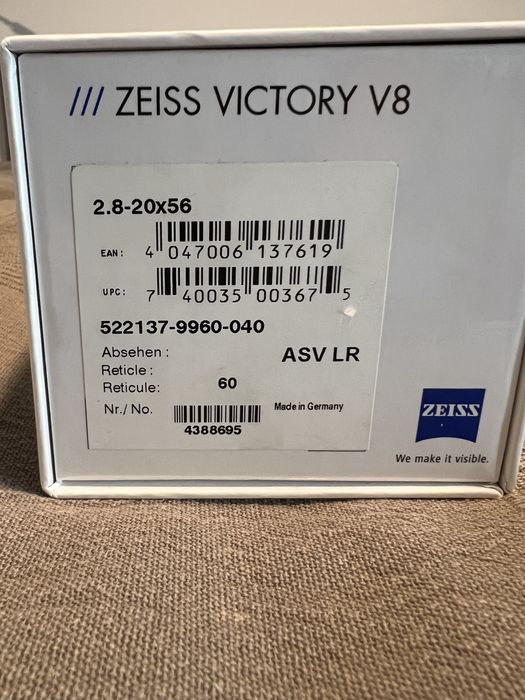 /// ZEISS VICTORY V8
2.8-20x56
EAN: 4 047006 137619
UPC: 7 40035 00367 5
522137-9960-040
Absehen : ASV LR
Reticle :
Reticule: 60
Nr./ No. Made in Germany
4388695
ZEISS
We make it visible.